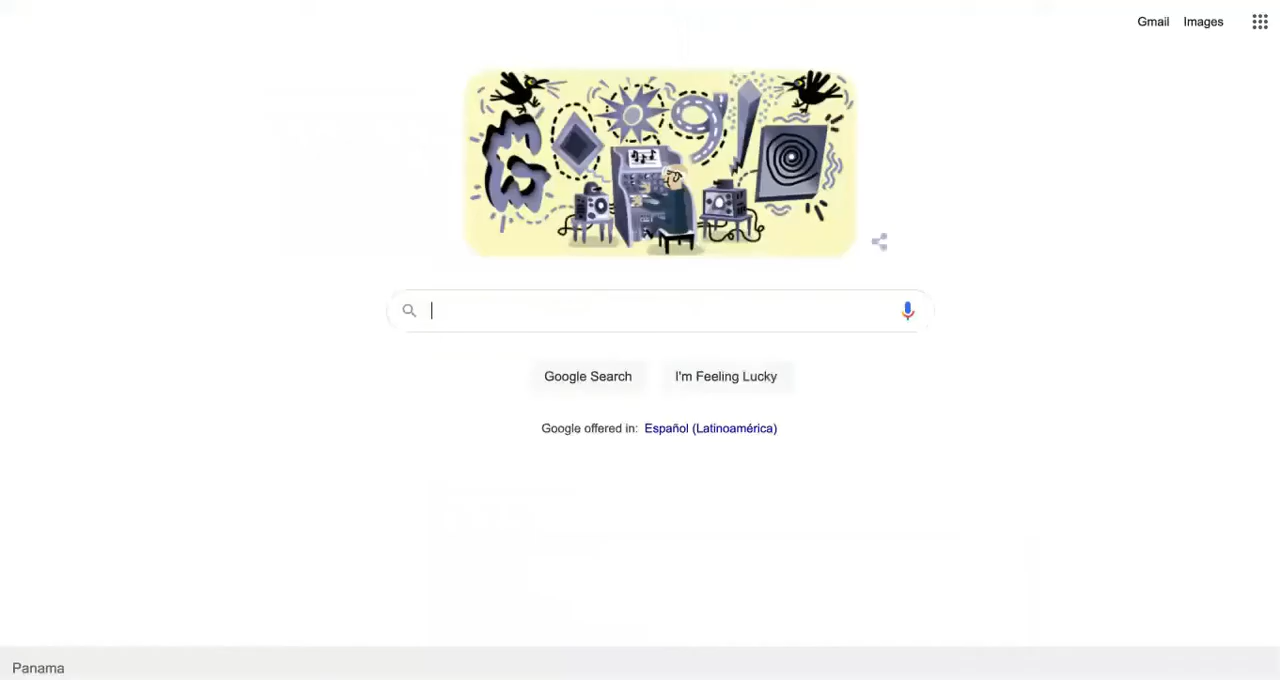 Gmail Images
Google Search I'm Feeling Lucky
Google offered in: Español (Latinoamérica)
Panama